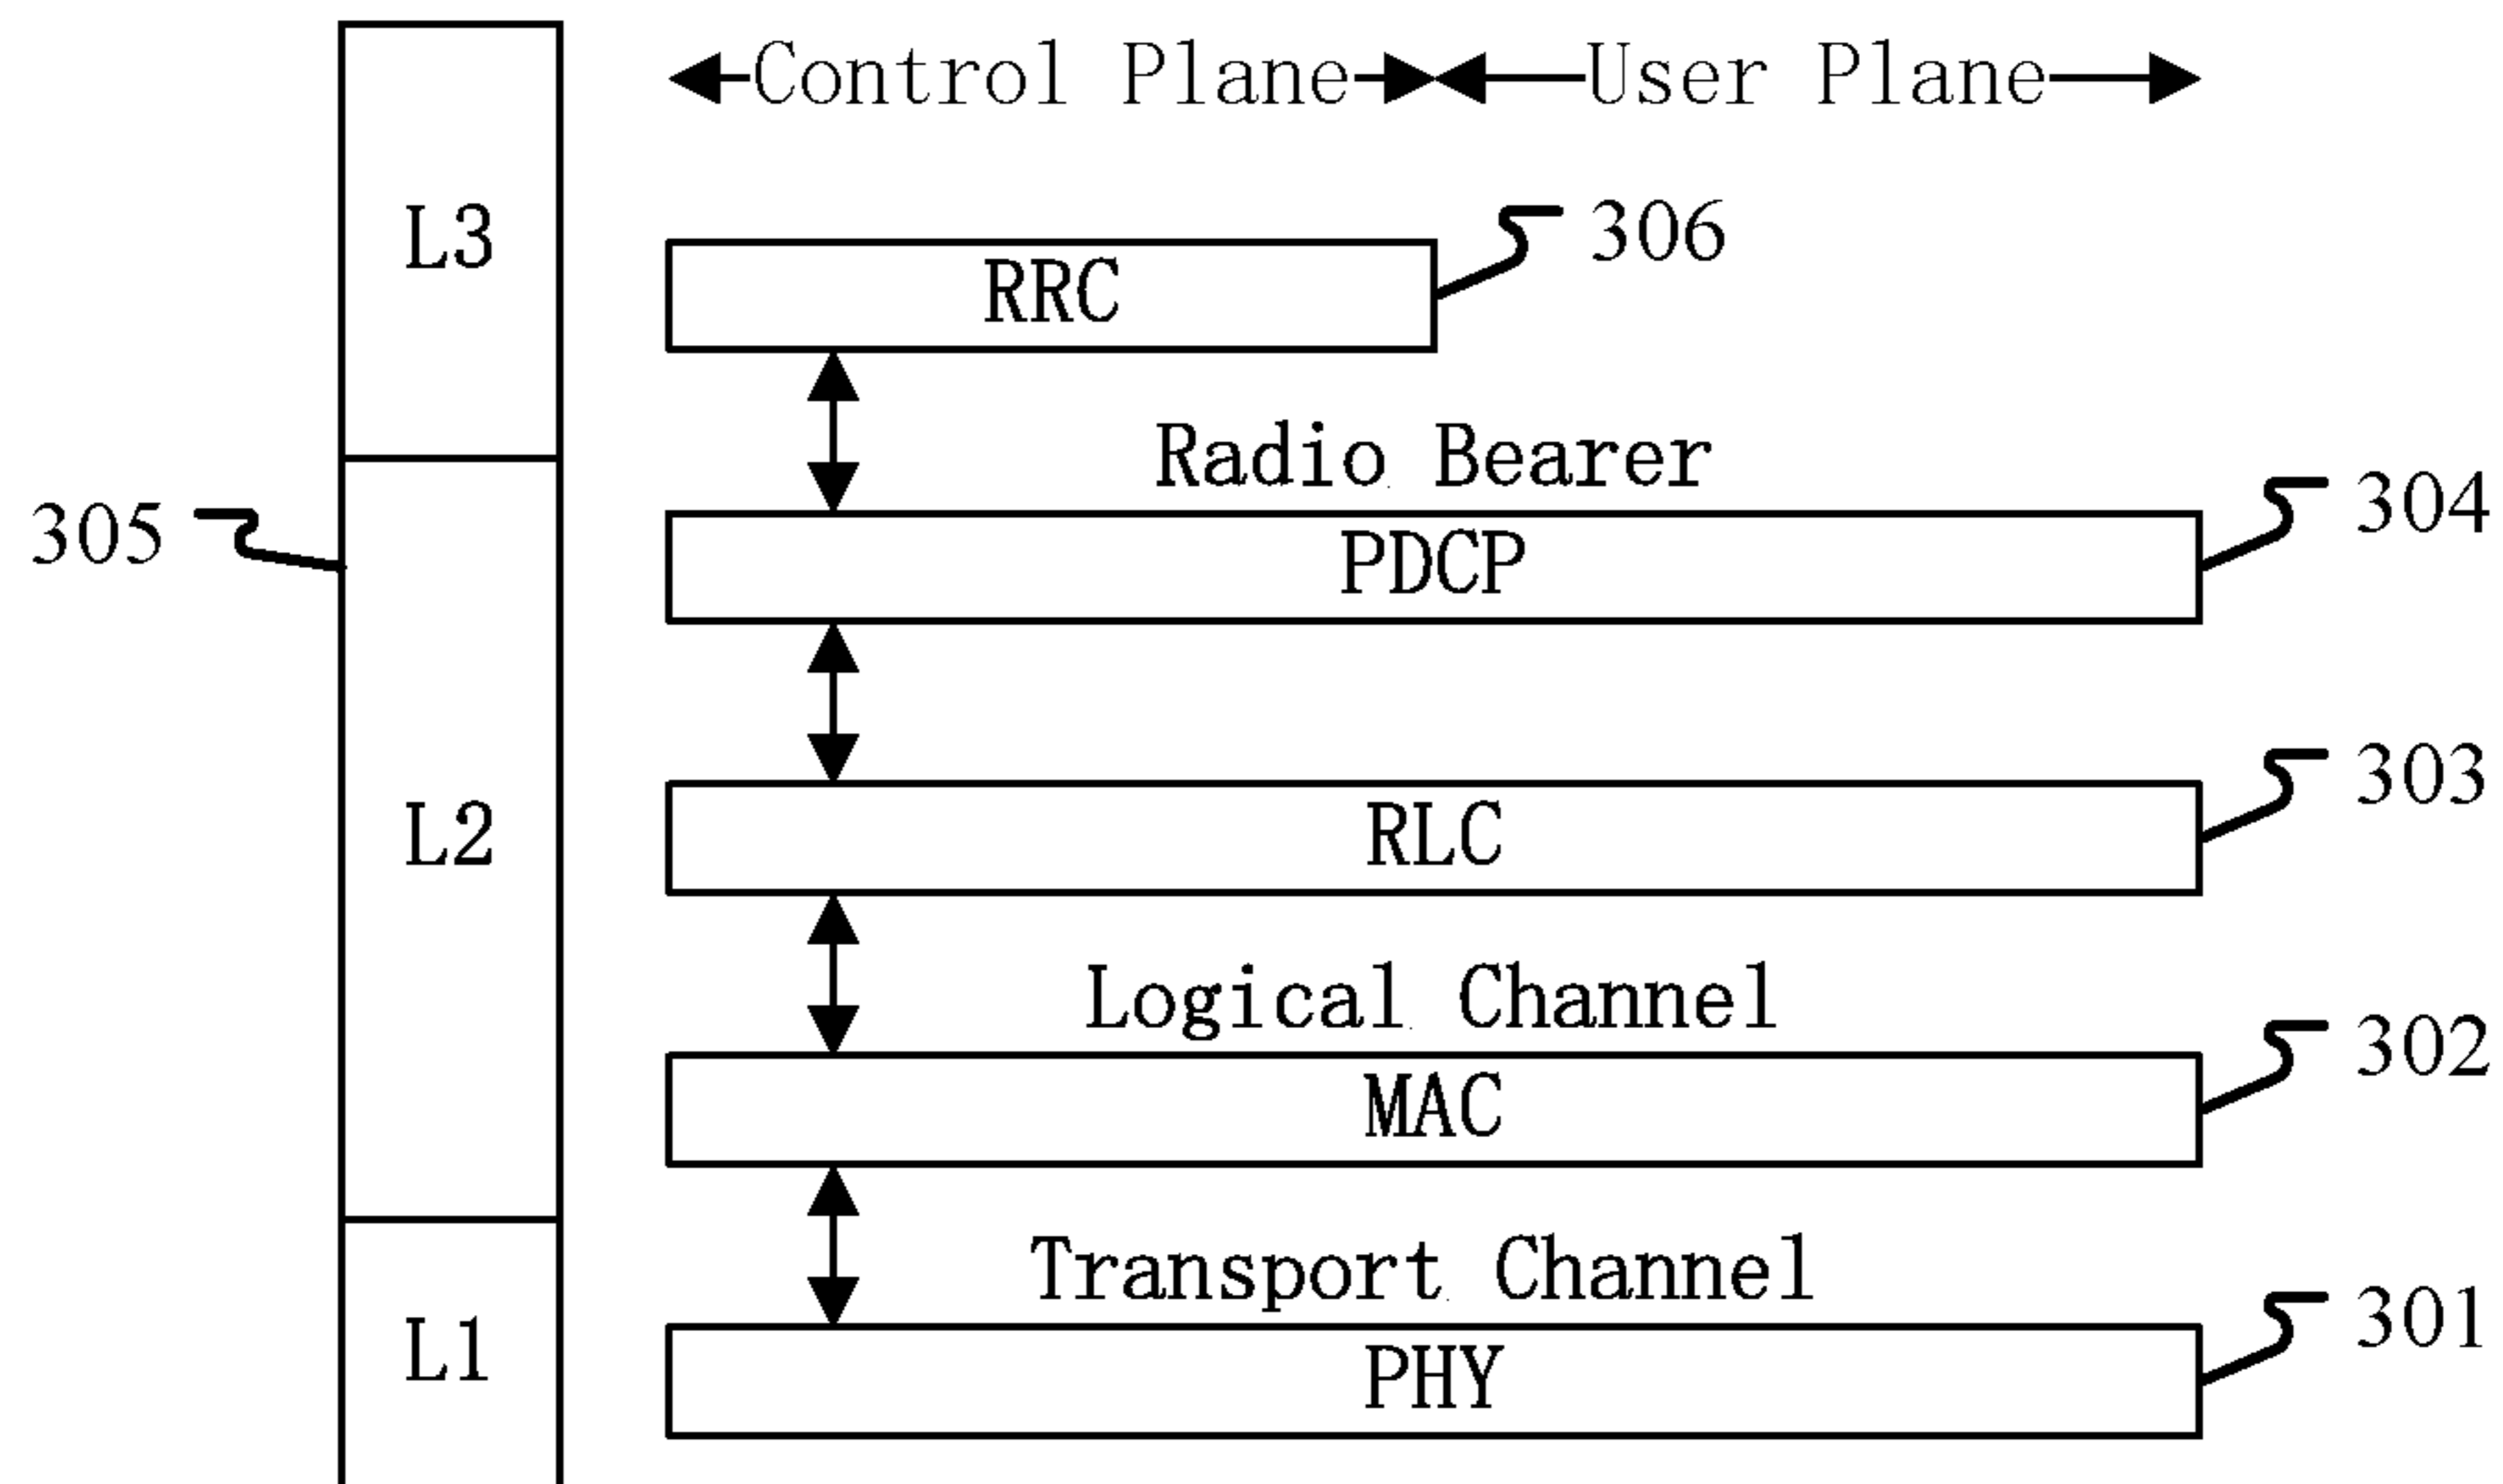 Control Plane User Plane
L3
RRC
306
Radio Bearer
305
PDCP
304
L2
RLC
303
Logical Channel
MAC
302
Transport Channel
L1
PHY
301